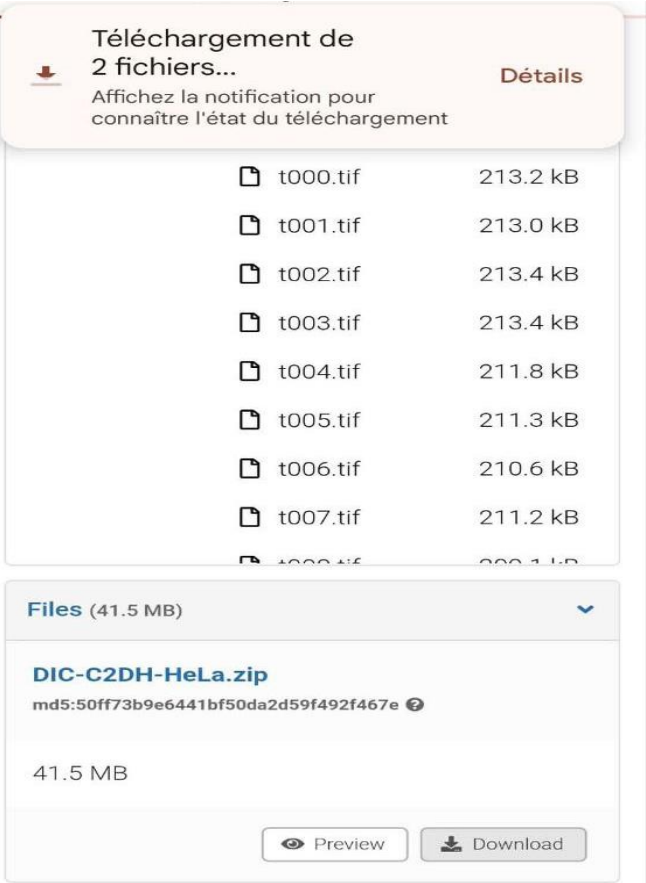 Téléchargement de
2 fichiers...
Détails
Affichez la notification pour
connaître l'état du téléchargement
t000.tif 213.2 kB
t001.tif 213.0 kB
t002.tif 213.4 kB
t003.tif 213.4 kB
t004.tif 211.8 kB
t005.tif 211.3 kB
t006.tif 210.6 kB
t007.tif 211.2 kB
Files (41.5 MB)
DIC-C2DH-HeLa.zip
md5:50ff73b9e6441bf50da2d59f492f467e
41.5 MB
Preview Download